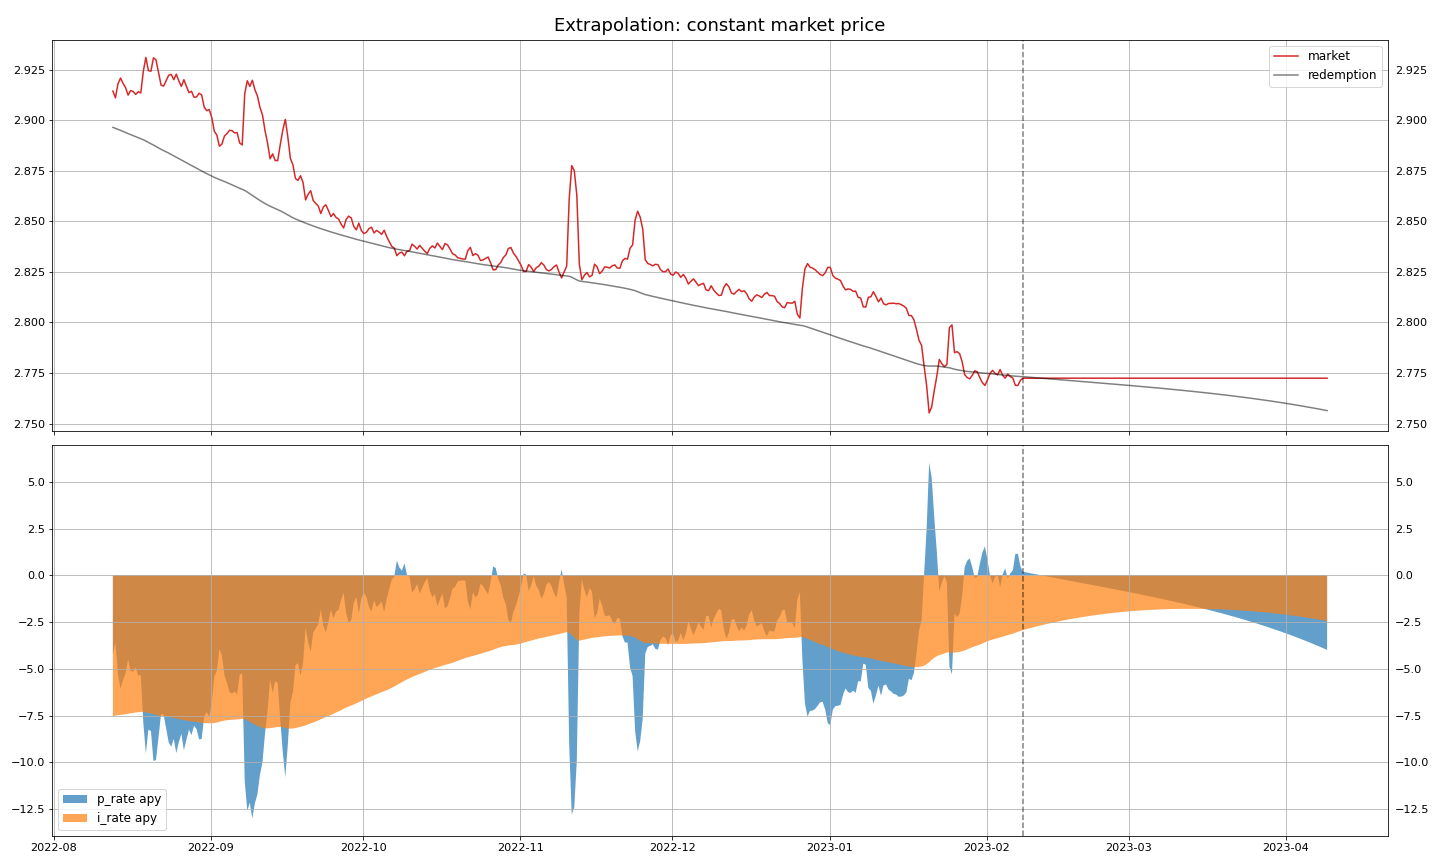 Extrapolation: constant market price
market
redemption
2.925 2.925
2.900 2.900
2.875 2.875
2.850 2.850
2.825 2.825
2.800 2.800
2.775 2.775
2.750 2.750
5.0 5.0
2.5 2.5
0.0 0.0
−2.5 −2.5
−5.0 −5.0
−7.5 −7.5
−10.0 −10.0
−12.5 −12.5
p_rate apy
i_rate apy
2022-08 2022-09 2022-10 2022-11 2022-12 2023-01 2023-02 2023-03 2023-04